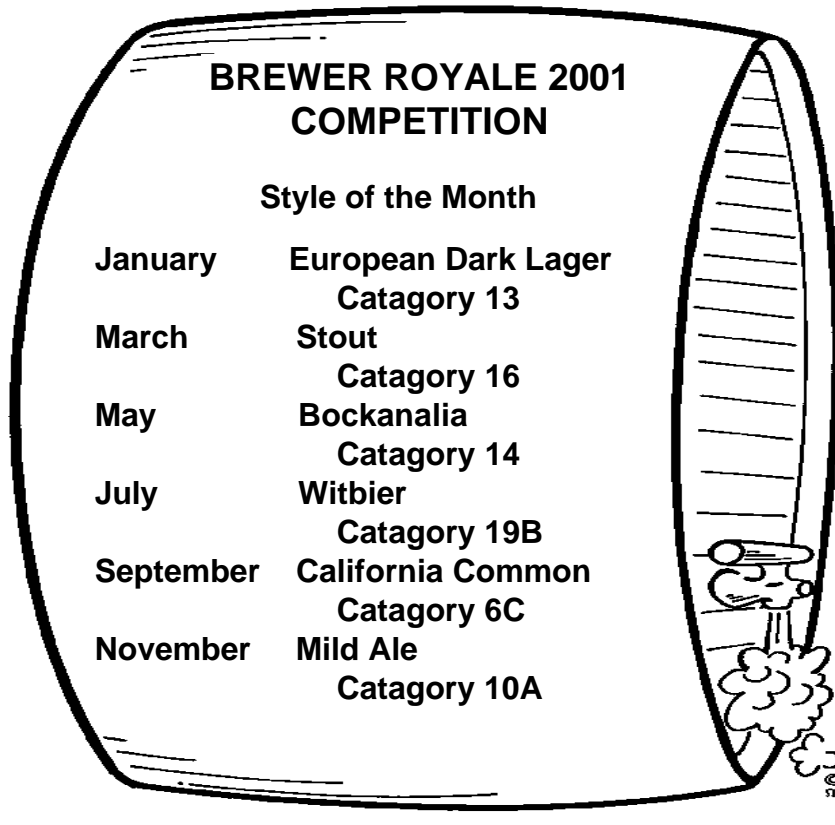 BREWER ROYALE 2001
COMPETITION
Style of the Month
January European Dark Lager
Catagory 13
March Stout
Catagory 16
May Bockanalia
Catagory 14
July Witbier
Catagory 19B
September California Common
Catagory 6C
November Mild Ale
Catagory 10A
©